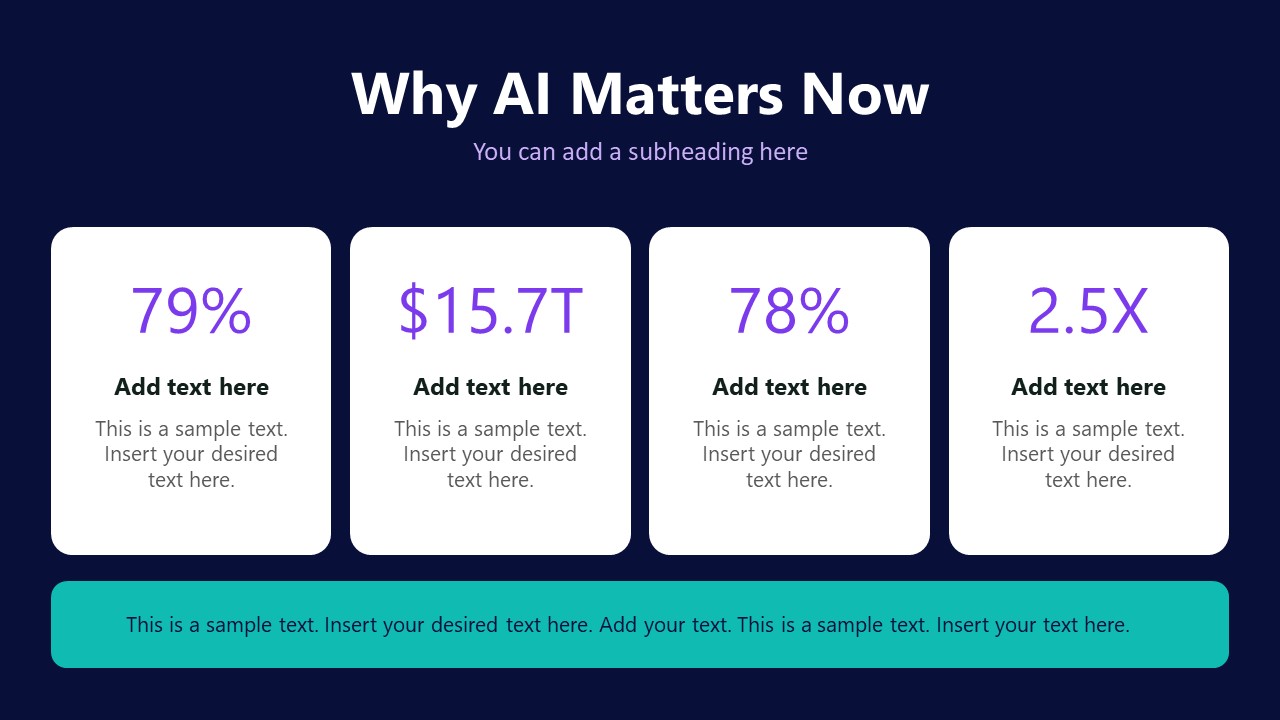 Why AI Matters Now
You can add a subheading here
79%
Add text here
This is a sample text.
Insert your desired
text here.
$15.7T
Add text here
This is a sample text.
Insert your desired
text here.
78%
Add text here
This is a sample text.
Insert your desired
text here.
2.5X
Add text here
This is a sample text.
Insert your desired
text here.
This is a sample text. Insert your desired text here. Add your text. This is a sample text. Insert your text here.